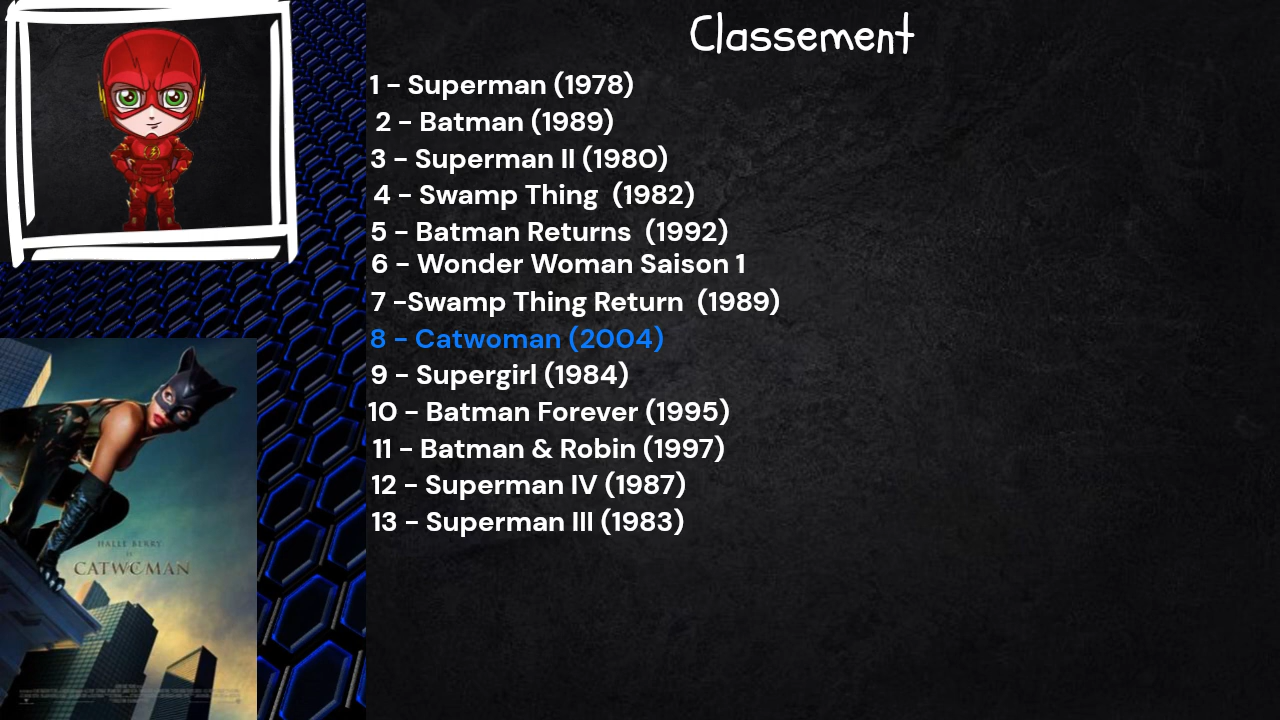 Classement
1 – Superman (1978)
2 – Batman (1989)
3 – Superman II (1980)
4 – Swamp Thing (1982)
5 – Batman Returns (1992)
6 – Wonder Woman Saison 1
7 –Swamp Thing Return (1989)
8 – Catwoman (2004)
9 – Supergirl (1984)
10 – Batman Forever (1995)
11 – Batman & Robin (1997)
12 – Superman IV (1987)
13 – Superman III (1983)
HALLE BERRY
IS
CATWOMAN